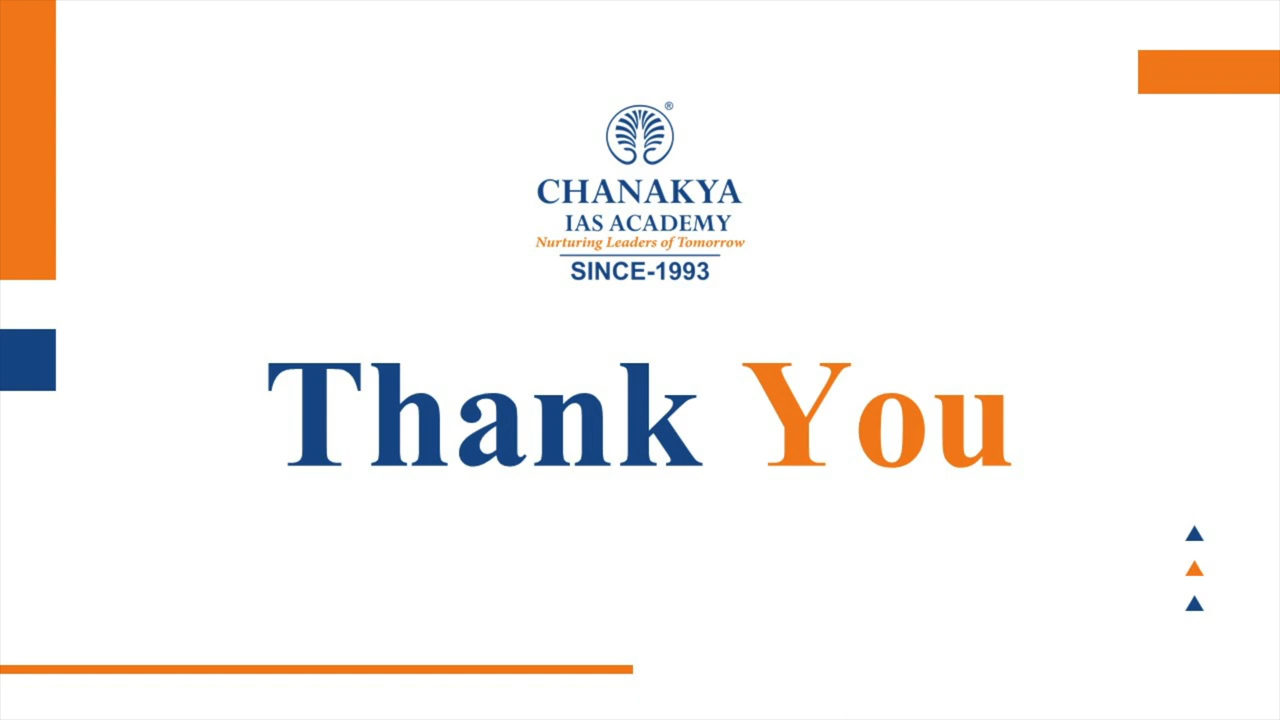 ®
CHANAKYA
IAS ACADEMY
Nurturing Leaders of Tomorrow
SINCE-1993
Thank You